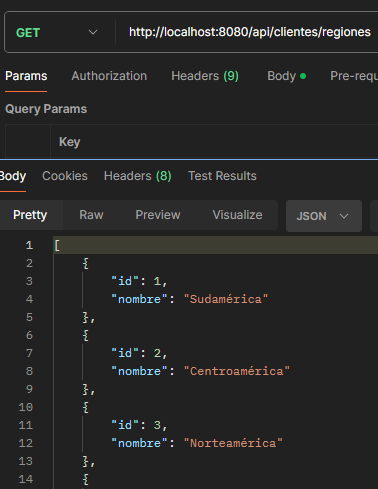 GET http://localhost:8080/api/clientes/regiones
Params Authorization Headers (9) Body Pre-requ
Query Params
Key
Body Cookies Headers (8) Test Results
Pretty Raw Preview Visualize JSON
1 [
2 {
3 "id": 1,
4 "nombre": "Sudamérica"
5 },
6 {
7 "id": 2,
8 "nombre": "Centroamérica"
9 },
10 {
11 "id": 3,
12 "nombre": "Norteamérica"
13 },
14 {